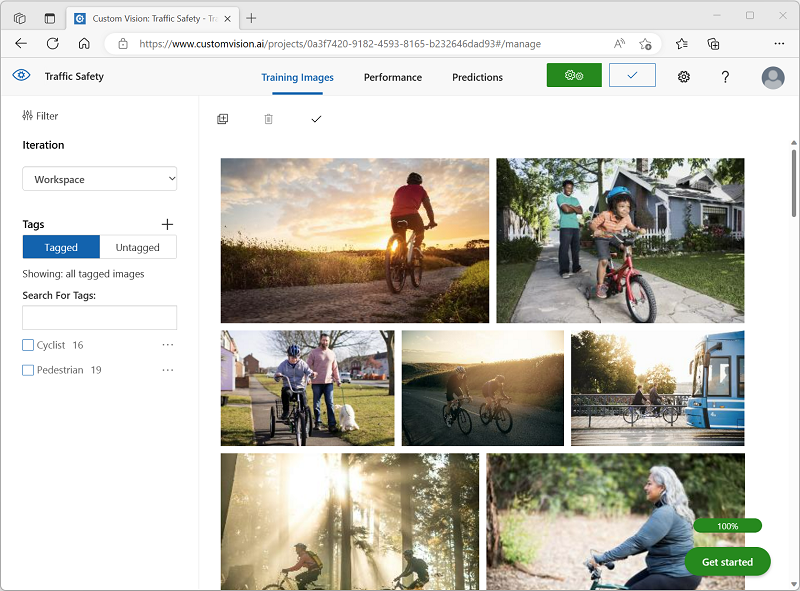 Custom Vision: Traffic Safety - Tra
https://www.customvision.ai/projects/0a3f7420-9182-4593-8165-b232646dad93#/manage
Traffic Safety
Training Images
Performance
Predictions
?
Filter
Iteration
Workspace
Tags
Tagged
Untagged
Showing: all tagged images
Search For Tags:
Cyclist 16
Pedestrian 19
100%
Get started